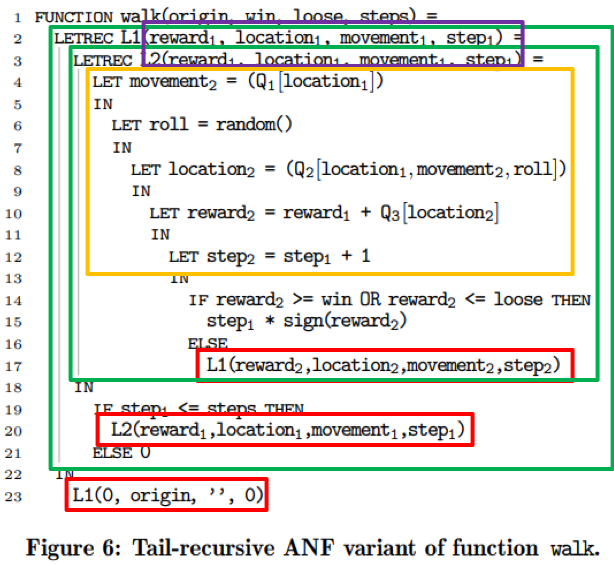 1 FUNCTION walk(origin, win, loose, steps) =
2 LETREC L1(reward₁, location₁, movement₁, step₁) =
3 LETREC L2(reward₁, location₁, movement₁, step₁) =
4 LET movement₂ = (Q₁[location₁])
5 IN
6 LET roll = random()
7 IN
8 LET location₂ = (Q₂[location₁,movement₂,roll])
9 IN
10 LET reward₂ = reward₁ + Q₃[location₂]
11 IN
12 LET step₂ = step₁ + 1
13 IN
14 IF reward₂ >= win OR reward₂ <= loose THEN
15 step₁ * sign(reward₂)
16 ELSE
17 L1(reward₂,location₂,movement₂,step₂)
18 IN
19 IF step₁ <= steps THEN
20 L2(reward₁,location₁,movement₁,step₁)
21 ELSE 0
22 IN
23 L1(0, origin, ’’, 0)
Figure 6: Tail-recursive ANF variant of function walk.